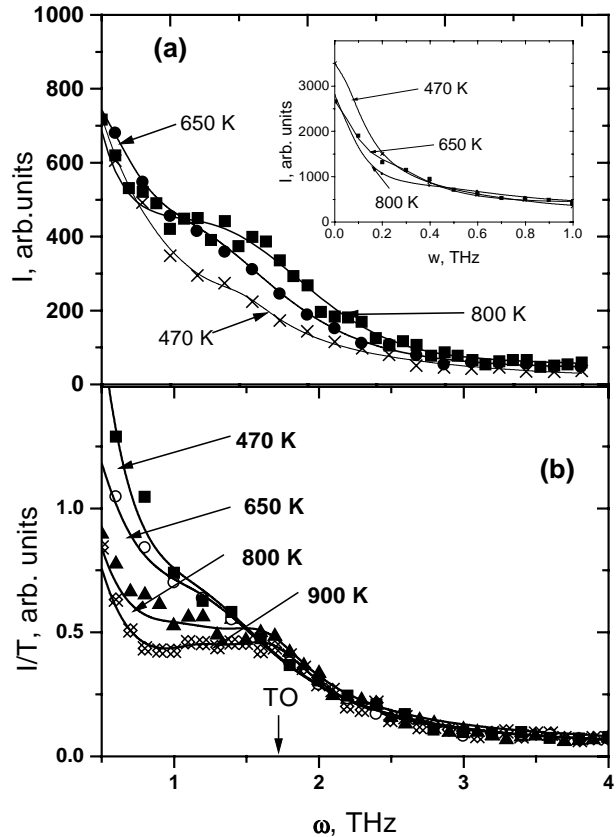 1000
800
600
400
200
0
I, arb.units
(a)
650 K
800 K
470 K
3000
2000
1000
0
I, arb. units
470 K
650 K
800 K
0.0 0.2 0.4 0.6 0.8 1.0
w, THz
(b)
470 K
650 K
800 K
900 K
TO
1.0
0.5
0.0
I/T, arb. units
1 2 3 4
ω, THz